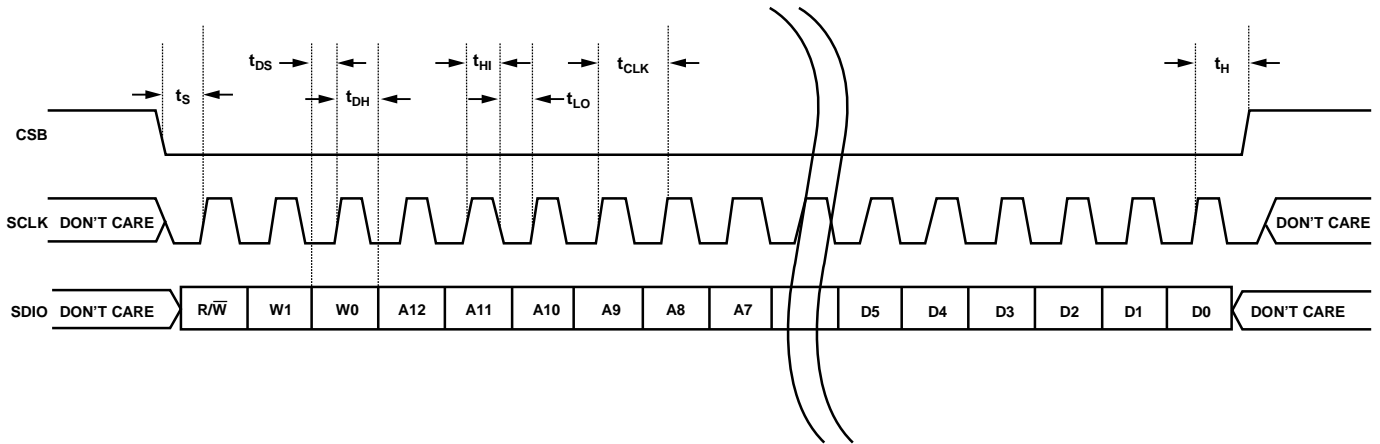 tDS tHI tCLK tH
tS tDH tLO
CSB
SCLK DON'T CARE DON'T CARE
SDIO DON'T CARE R/W̅ W1 W0 A12 A11 A10 A9 A8 A7 D5 D4 D3 D2 D1 D0 DON'T CARE